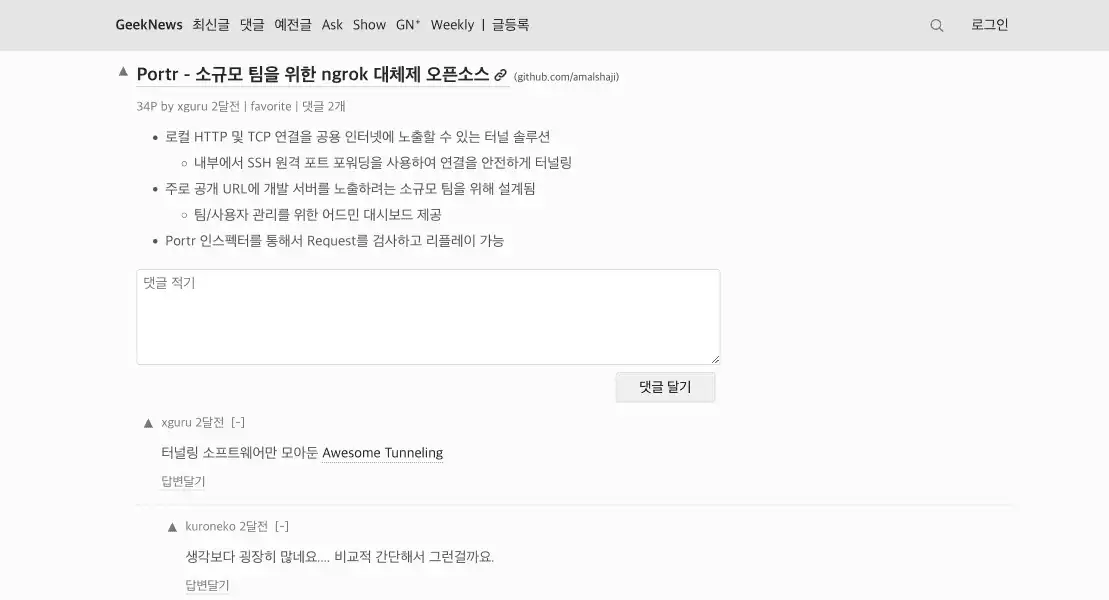 GeekNews 최신글 댓글 예전글 Ask Show GN⁺ Weekly | 글등록 로그인
▲ Portr - 소규모 팀을 위한 ngrok 대체제 오픈소스 (github.com/amalshaji)
34P by xguru 2달전 | favorite | 댓글 2개
• 로컬 HTTP 및 TCP 연결을 공용 인터넷에 노출할 수 있는 터널 솔루션
◦ 내부에서 SSH 원격 포트 포워딩을 사용하여 연결을 안전하게 터널링
• 주로 공개 URL에 개발 서버를 노출하려는 소규모 팀을 위해 설계됨
◦ 팀/사용자 관리를 위한 어드민 대시보드 제공
• Portr 인스펙터를 통해서 Request를 검사하고 리플레이 가능
댓글 적기
댓글 달기
▲ xguru 2달전 [-]
터널링 소프트웨어만 모아둔 Awesome Tunneling
답변달기
▲ kuroneko 2달전 [-]
생각보다 굉장히 많네요.... 비교적 간단해서 그런걸까요.
답변달기